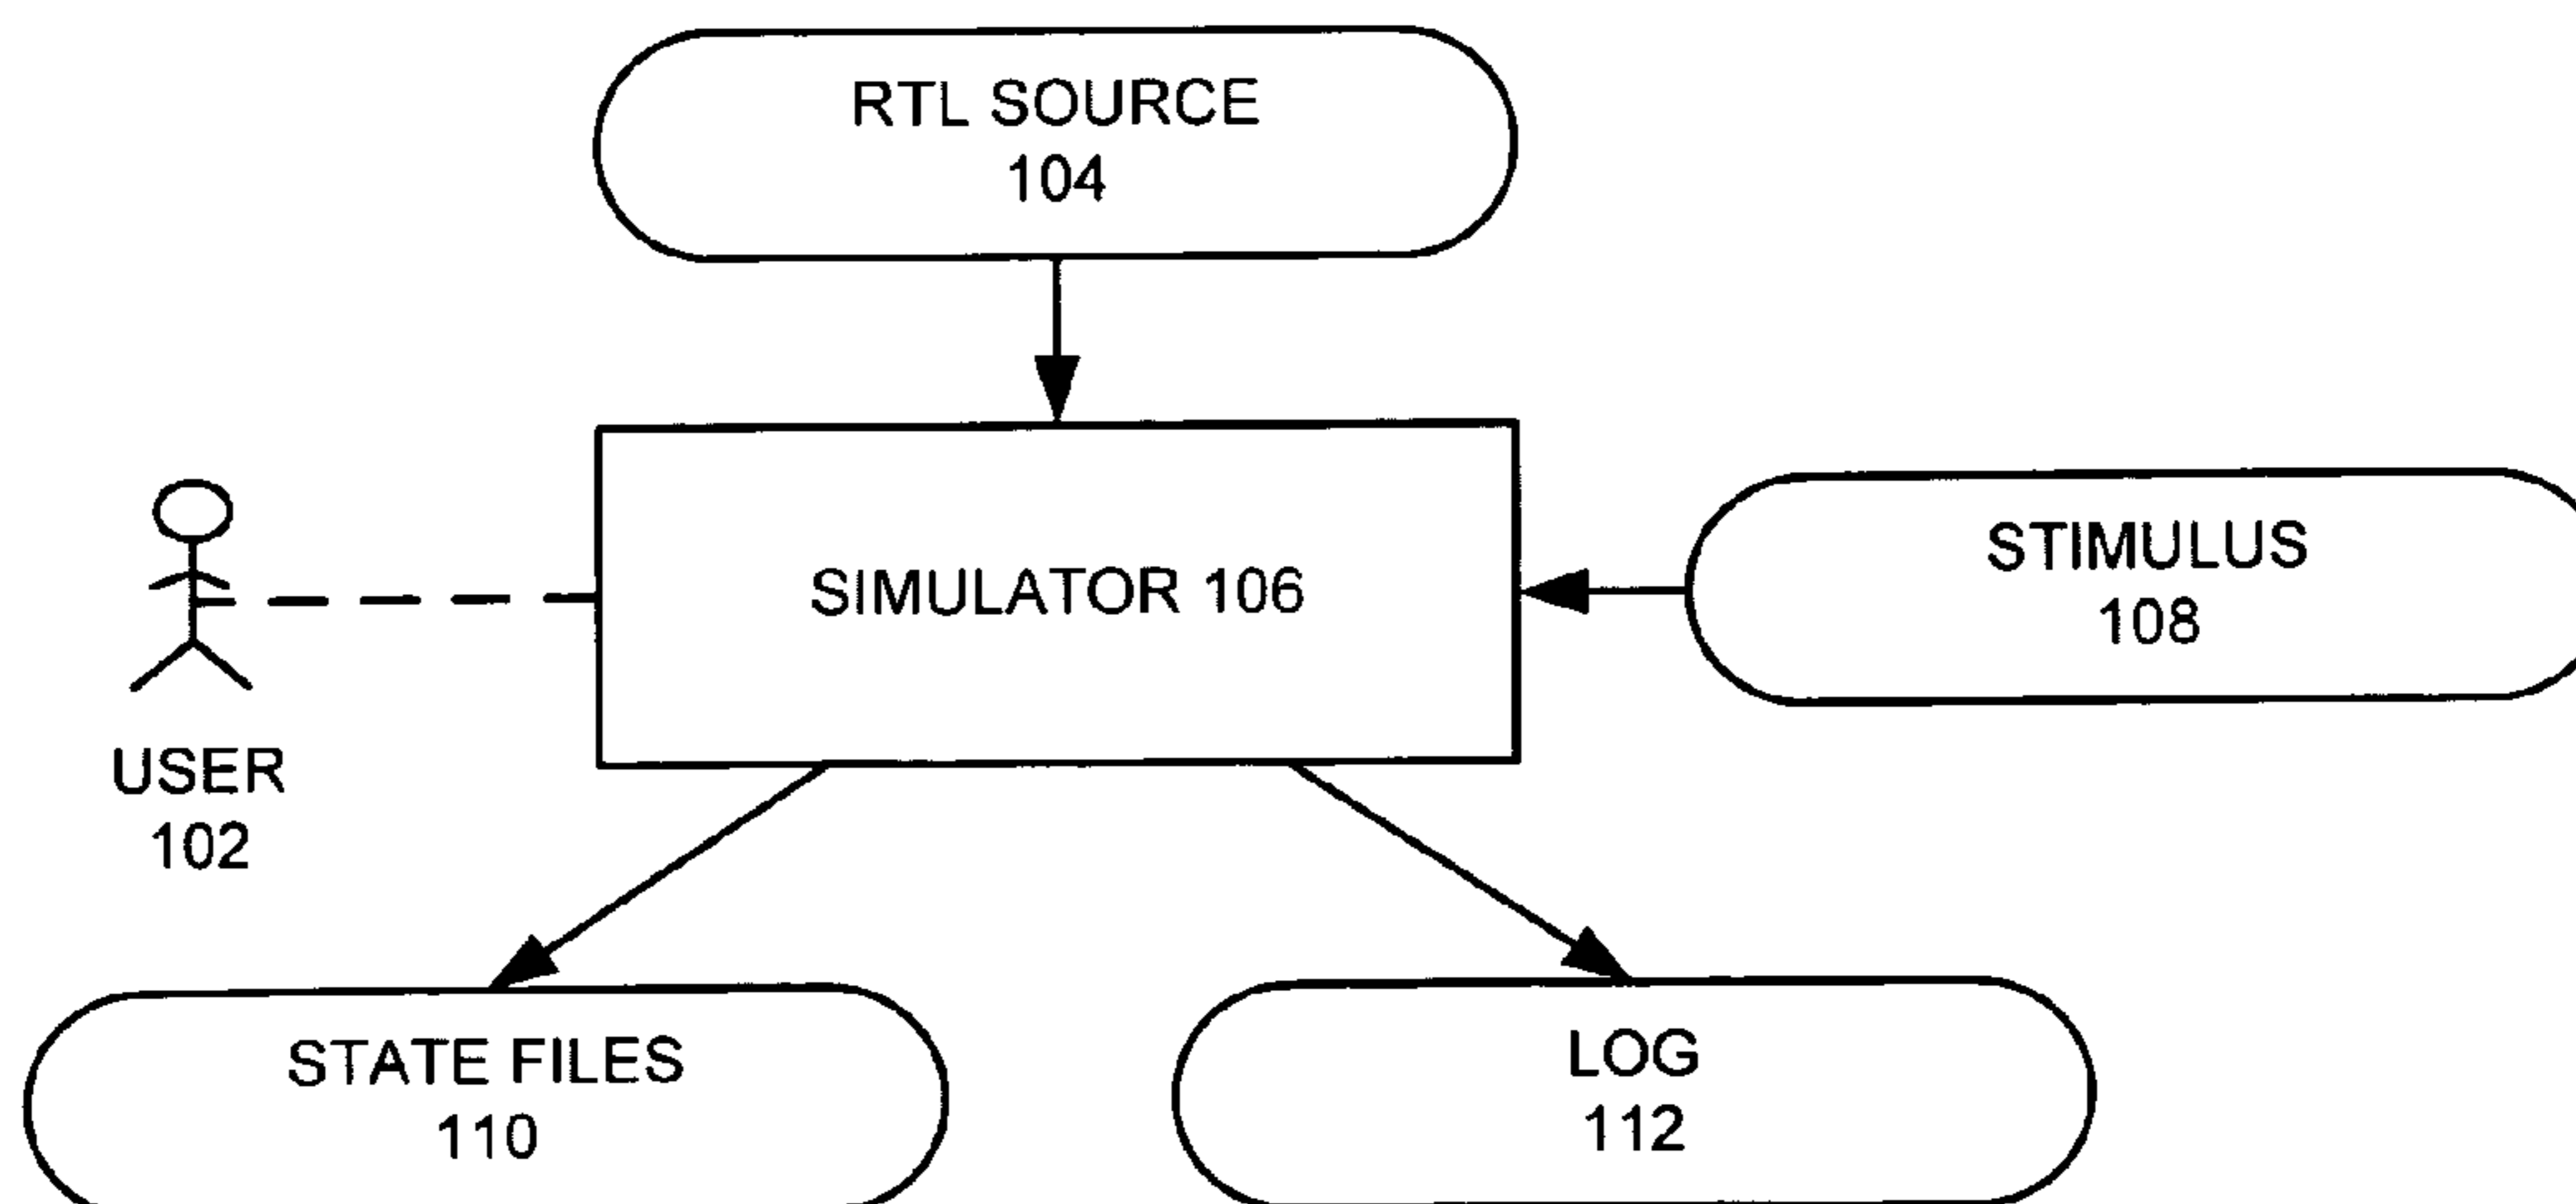 RTL SOURCE
104
SIMULATOR 106
STIMULUS
108
USER
102
STATE FILES
110
LOG
112